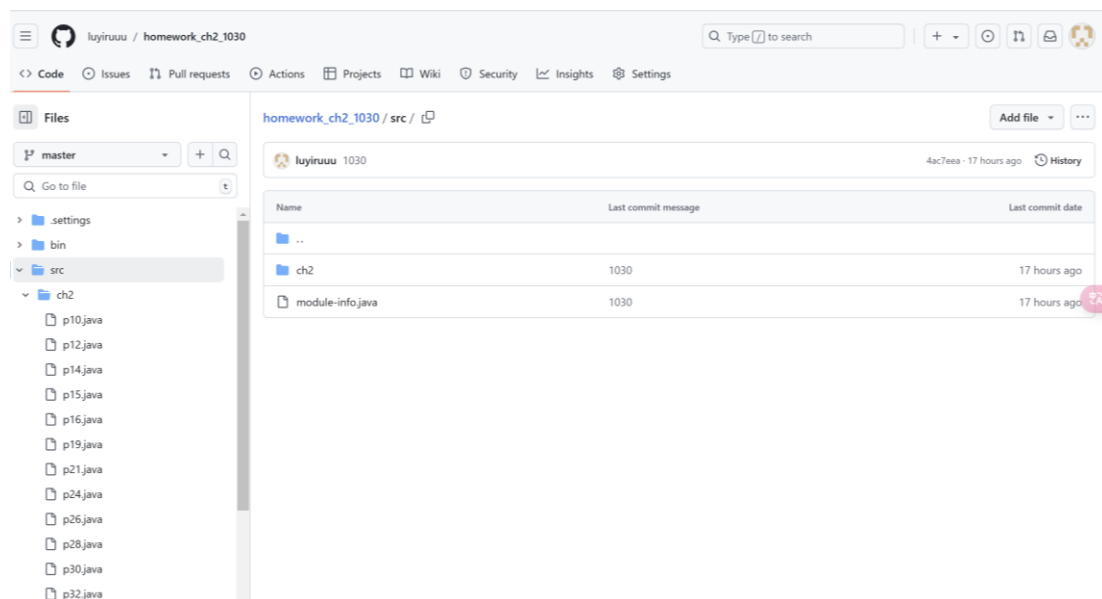 luyiruuu / homework_ch2_1030
Type / to search
Code Issues Pull requests Actions Projects Wiki Security Insights Settings
Files
homework_ch2_1030 / src /
Add file
master
luyiruuu 1030
4ac7eea · 17 hours ago History
Go to file t
Name Last commit message Last commit date
.settings
..
bin
src
ch2 1030 17 hours ago
ch2
module-info.java 1030 17 hours ago
p10.java
p12.java
p14.java
p15.java
p16.java
p19.java
p21.java
p24.java
p26.java
p28.java
p30.java
p32.java